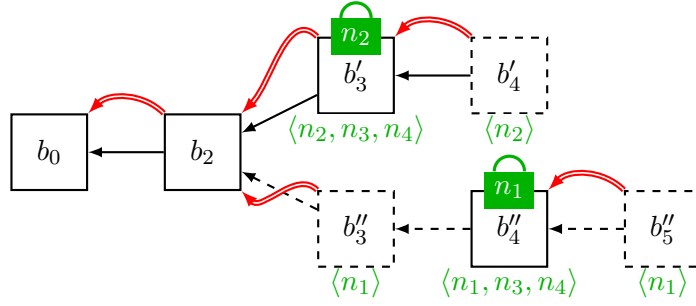 n₂
b′₃
b′₄
⟨n₂, n₃, n₄⟩
⟨n₂⟩
b₀
b₂
n₁
b″₃
b″₄
b″₅
⟨n₁⟩
⟨n₁, n₃, n₄⟩
⟨n₁⟩